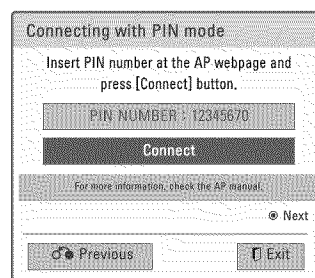 Connecting with PIN mode
Insert PIN number at the AP webpage and
press [Connect] button.
PIN NUMBER : 12345670
Connect
For more information, check the AP manual.
Next
Previous
Exit